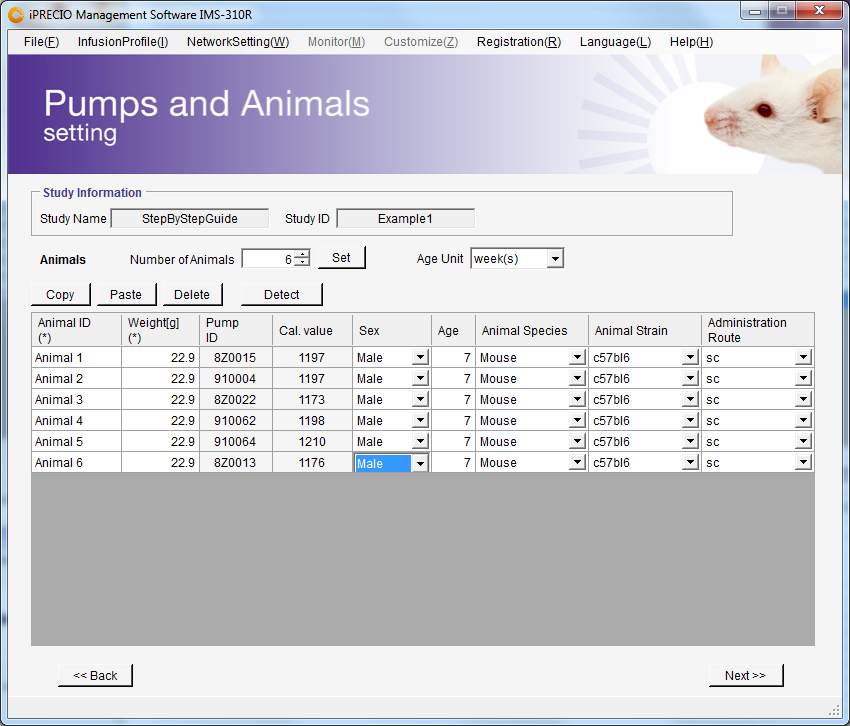 iPRECIO Management Software IMS-310R
File(F) InfusionProfile(I) NetworkSetting(W) Monitor(M) Customize(Z) Registration(R) Language(L) Help(H)
Pumps and Animals
setting
Study Information
Study Name StepByStepGuide Study ID Example1
Animals Number of Animals 6 Set Age Unit week(s)
Copy Paste Delete Detect
Animal ID (*) Weight[g] (*) Pump ID Cal. value Sex Age Animal Species Animal Strain Administration Route
Animal 1 22.9 8Z0015 1197 Male 7 Mouse c57bl6 sc
Animal 2 22.9 910004 1197 Male 7 Mouse c57bl6 sc
Animal 3 22.9 8Z0022 1173 Male 7 Mouse c57bl6 sc
Animal 4 22.9 910062 1198 Male 7 Mouse c57bl6 sc
Animal 5 22.9 910064 1210 Male 7 Mouse c57bl6 sc
Animal 6 22.9 8Z0013 1176 Male 7 Mouse c57bl6 sc
<< Back Next >>